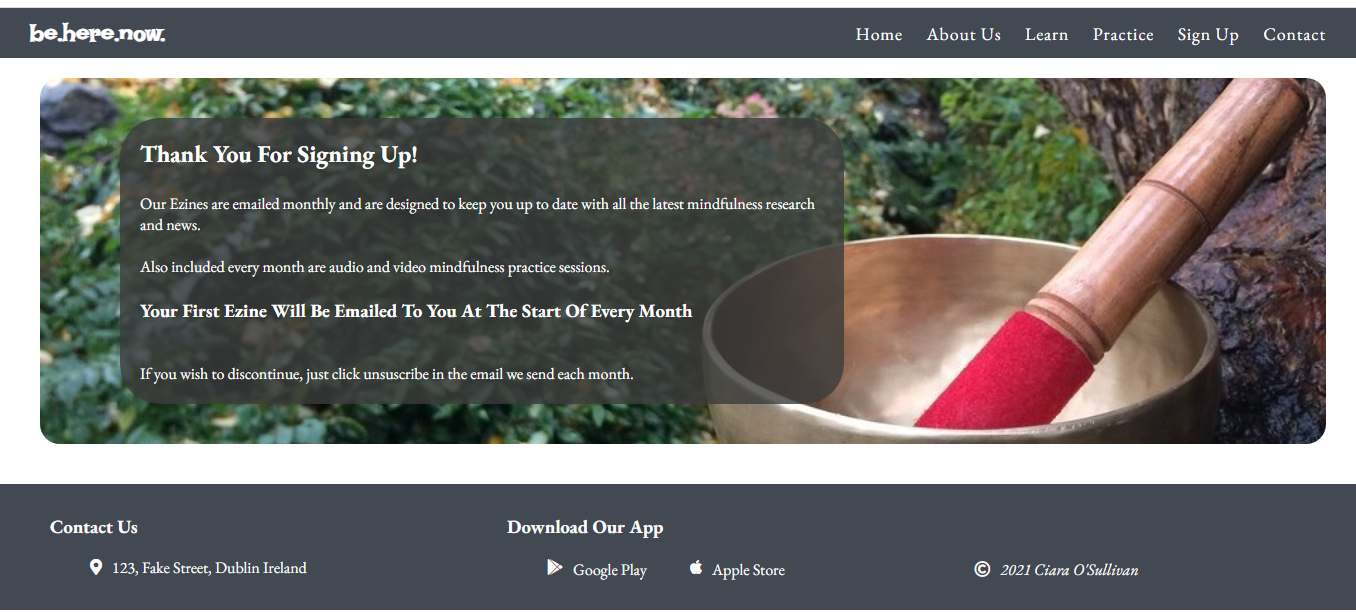 be.here.now.
Home About Us Learn Practice Sign Up Contact
Thank You For Signing Up!
Our Ezines are emailed monthly and are designed to keep you up to date with all the latest mindfulness research
and news.
Also included every month are audio and video mindfulness practice sessions.
Your First Ezine Will Be Emailed To You At The Start Of Every Month
If you wish to discontinue, just click unsuscribe in the email we send each month.
Contact Us
123, Fake Street, Dublin Ireland
Download Our App
Google Play Apple Store
© 2021 Ciara O'Sullivan